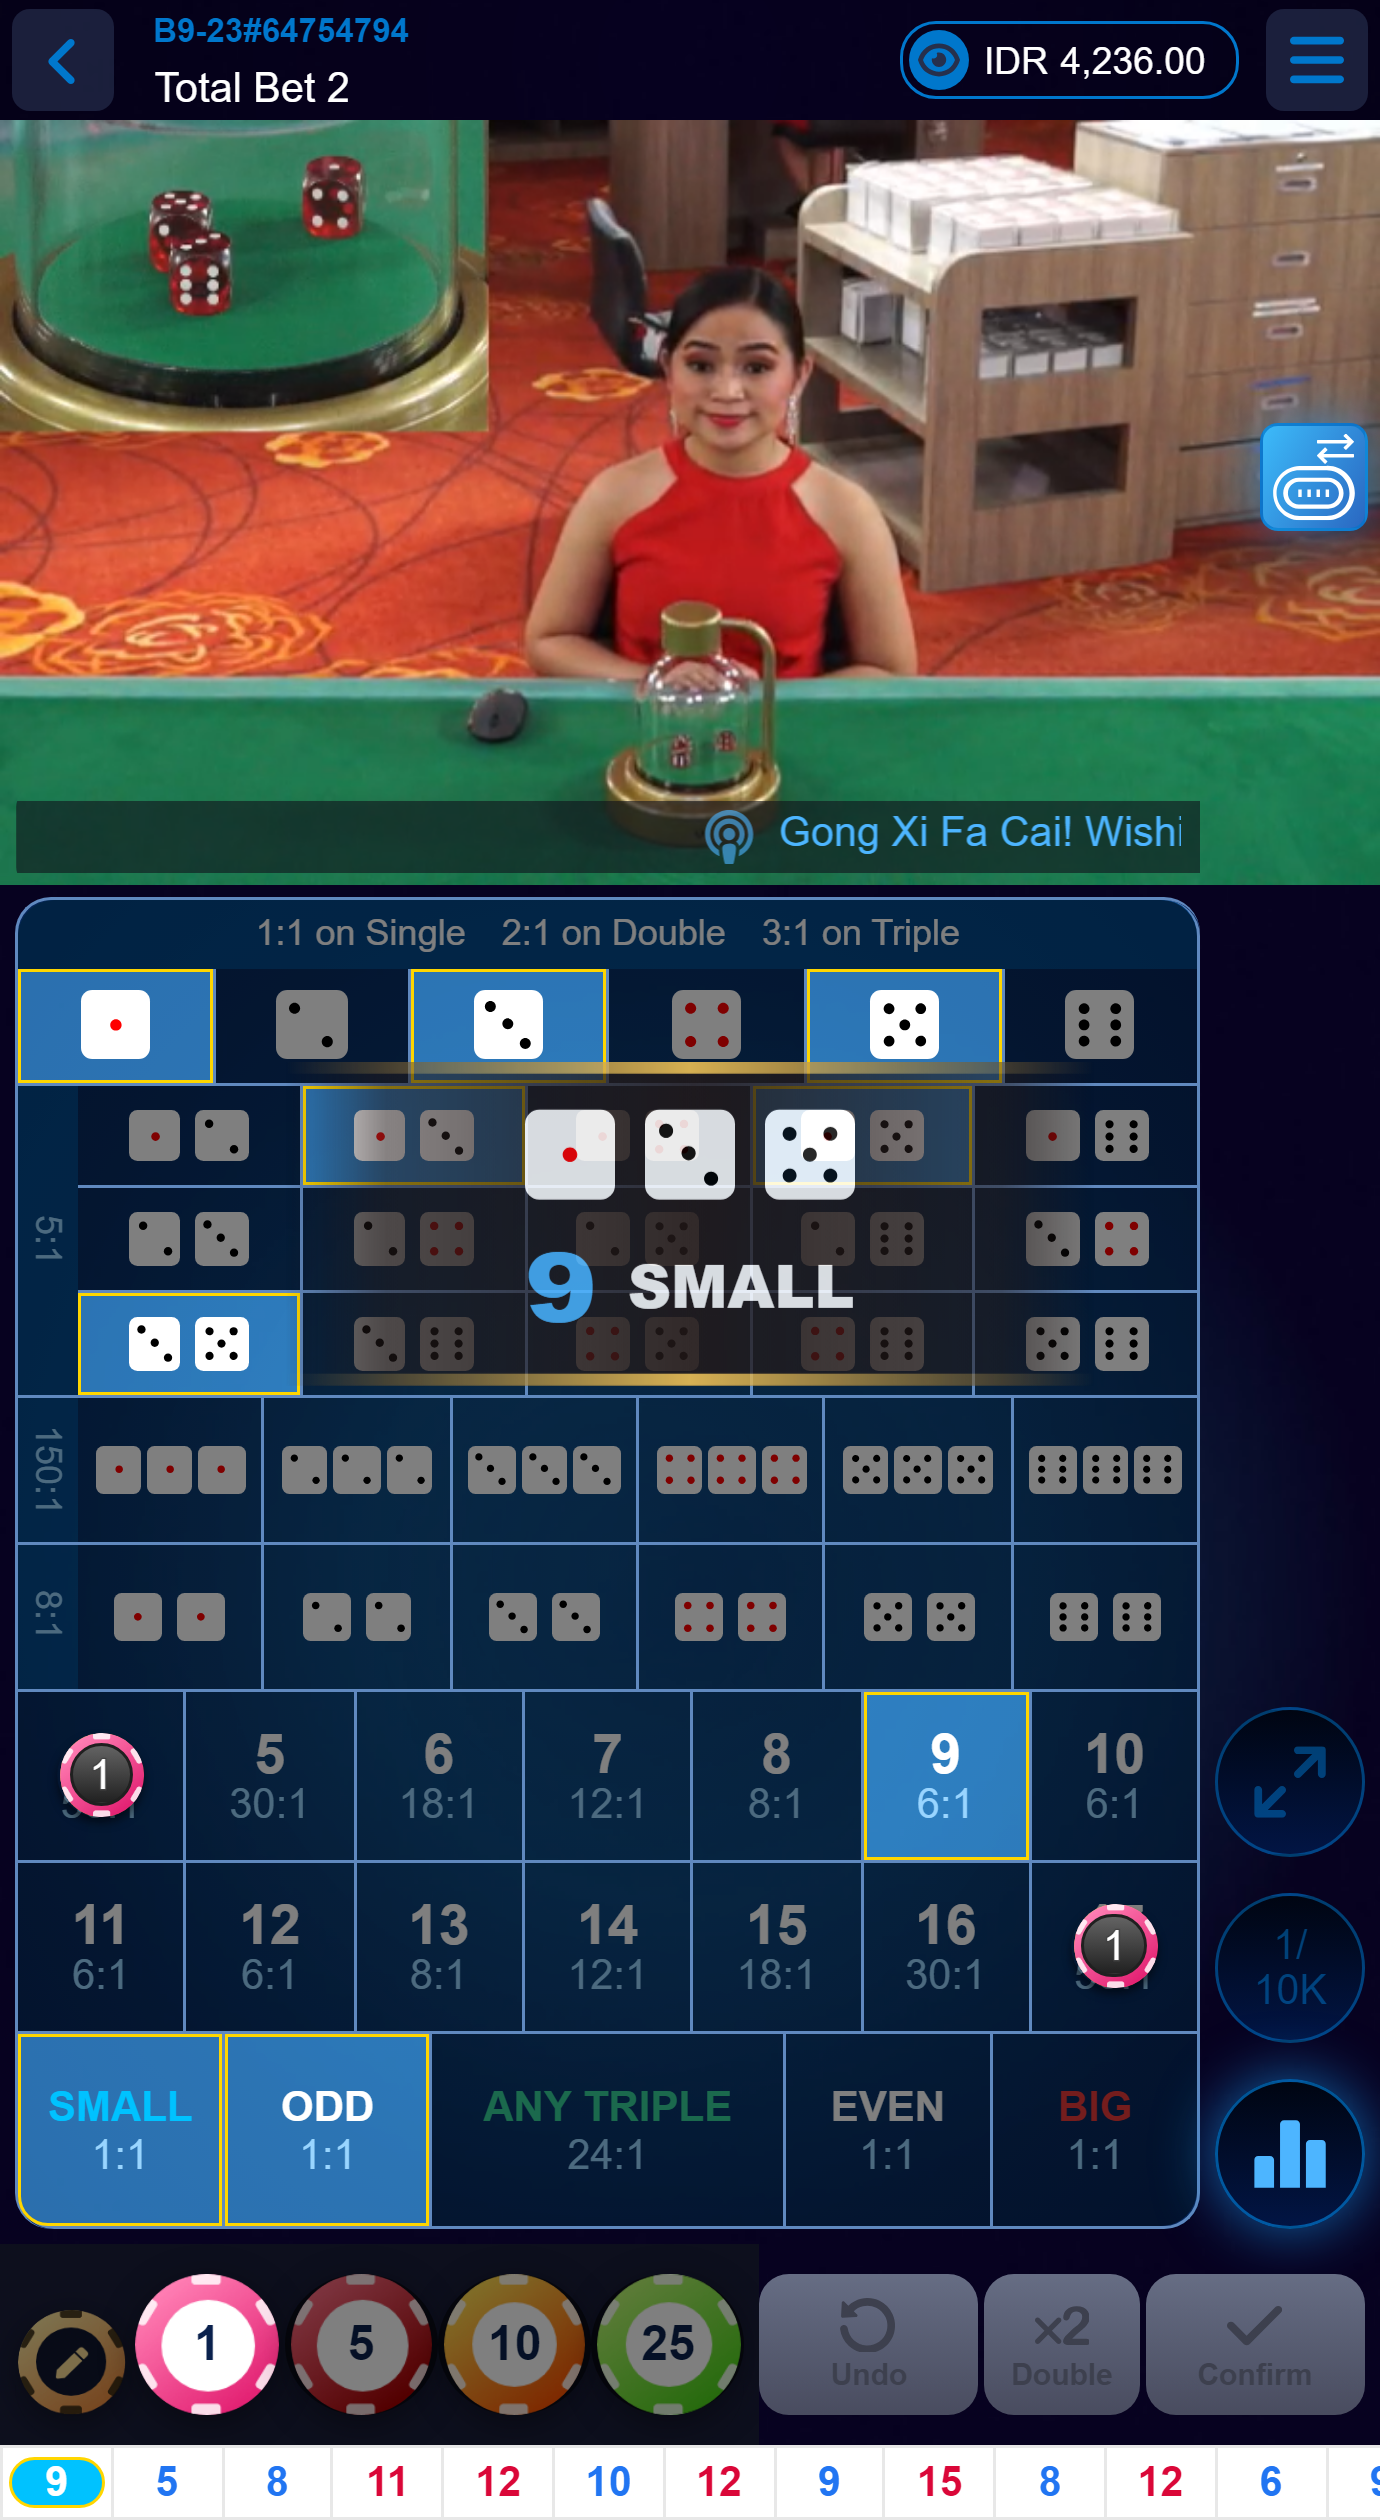 B9-23#64754794
Total Bet 2
IDR 4,236.00
Gong Xi Fa Cai! Wishi
1:1 on Single 2:1 on Double 3:1 on Triple
5:1
9 SMALL
150:1
8:1
1 5 6 7 8 9 10
30:1 18:1 12:1 8:1 6:1 6:1
11 12 13 14 15 16 1
6:1 6:1 8:1 12:1 18:1 30:1
1/
10K
SMALL ODD ANY TRIPLE EVEN BIG
1:1 1:1 24:1 1:1 1:1
1 5 10 25
x2
Undo Double Confirm
9 5 8 11 12 10 12 9 15 8 12 6